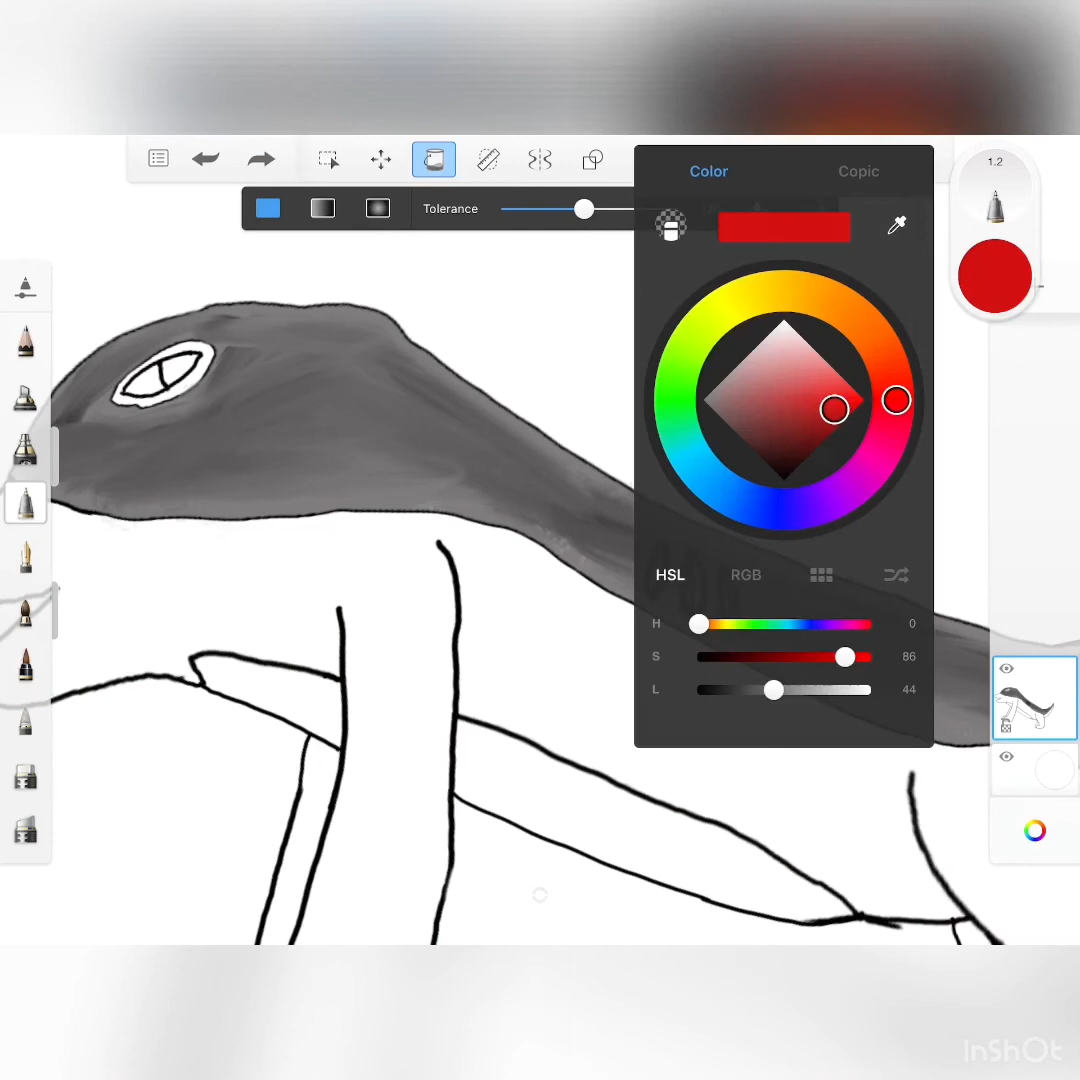 Color Copic
1.2
Tolerance
HSL RGB
H 0
S 86
L 44
InShOt